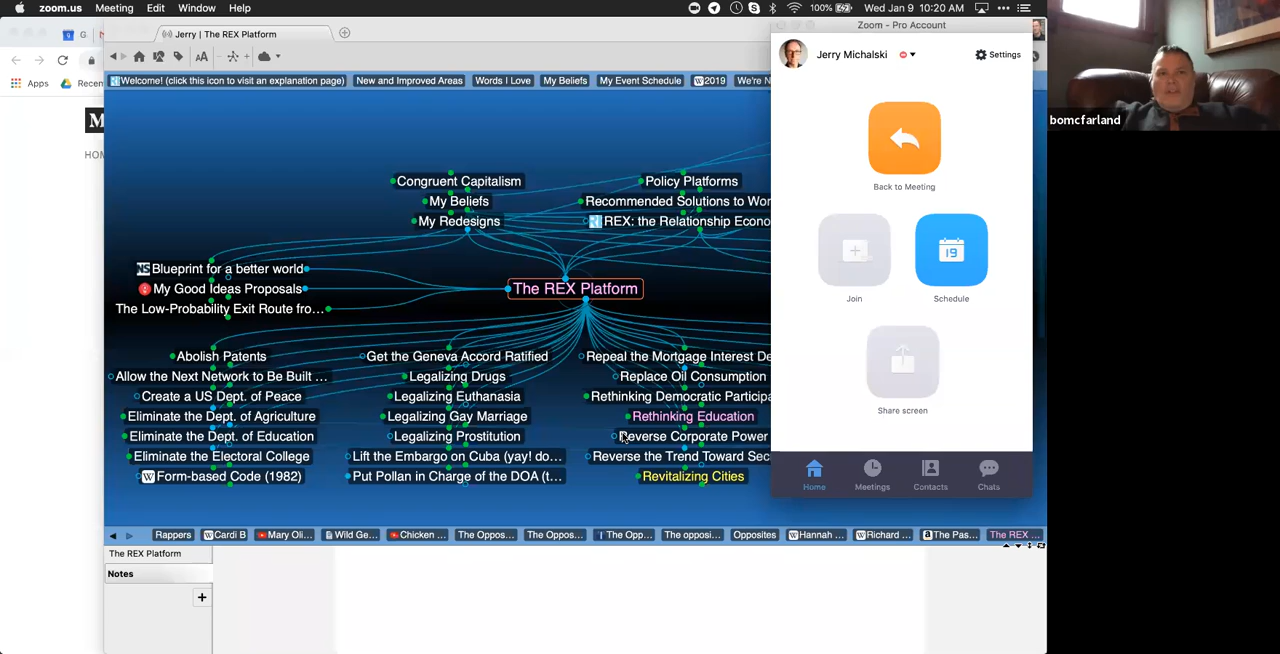 zoom.us Meeting Edit Window Help
100% Wed Jan 9 10:20 AM
Jerry | The REX Platform
Zoom - Pro Account
Apps
Recen
M
HOM
AA
Welcome! (click this icon to visit an explanation page) New and Improved Areas Words I Love My Beliefs My Event Schedule W 2019 We're N
Jerry Michalski
Settings
Back to Meeting
Join
19
Schedule
Share screen
Home Meetings Contacts Chats
bomcfarland
Congruent Capitalism
My Beliefs
My Redesigns
Policy Platforms
Recommended Solutions to Wor
REX: the Relationship Econo
NS Blueprint for a better world
My Good Ideas Proposals
The Low-Probability Exit Route fro...
The REX Platform
Abolish Patents
Allow the Next Network to Be Built ...
Create a US Dept. of Peace
Eliminate the Dept. of Agriculture
Eliminate the Dept. of Education
Eliminate the Electoral College
W Form-based Code (1982)
Get the Geneva Accord Ratified
Legalizing Drugs
Legalizing Euthanasia
Legalizing Gay Marriage
Legalizing Prostitution
Lift the Embargo on Cuba (yay! do...
Put Pollan in Charge of the DOA (t...
Repeal the Mortgage Interest De
Replace Oil Consumption
Rethinking Democratic Participa
Rethinking Education
Reverse Corporate Power
Reverse the Trend Toward Sec
Revitalizing Cities
Rappers W Cardi B Mary Oli... Wild Ge... Chicken ... The Oppos... The Oppos... The Opp... The opposi... Opposites W Hannah ... W Richard ... a The Pas... The REX ...
The REX Platform
Notes
+